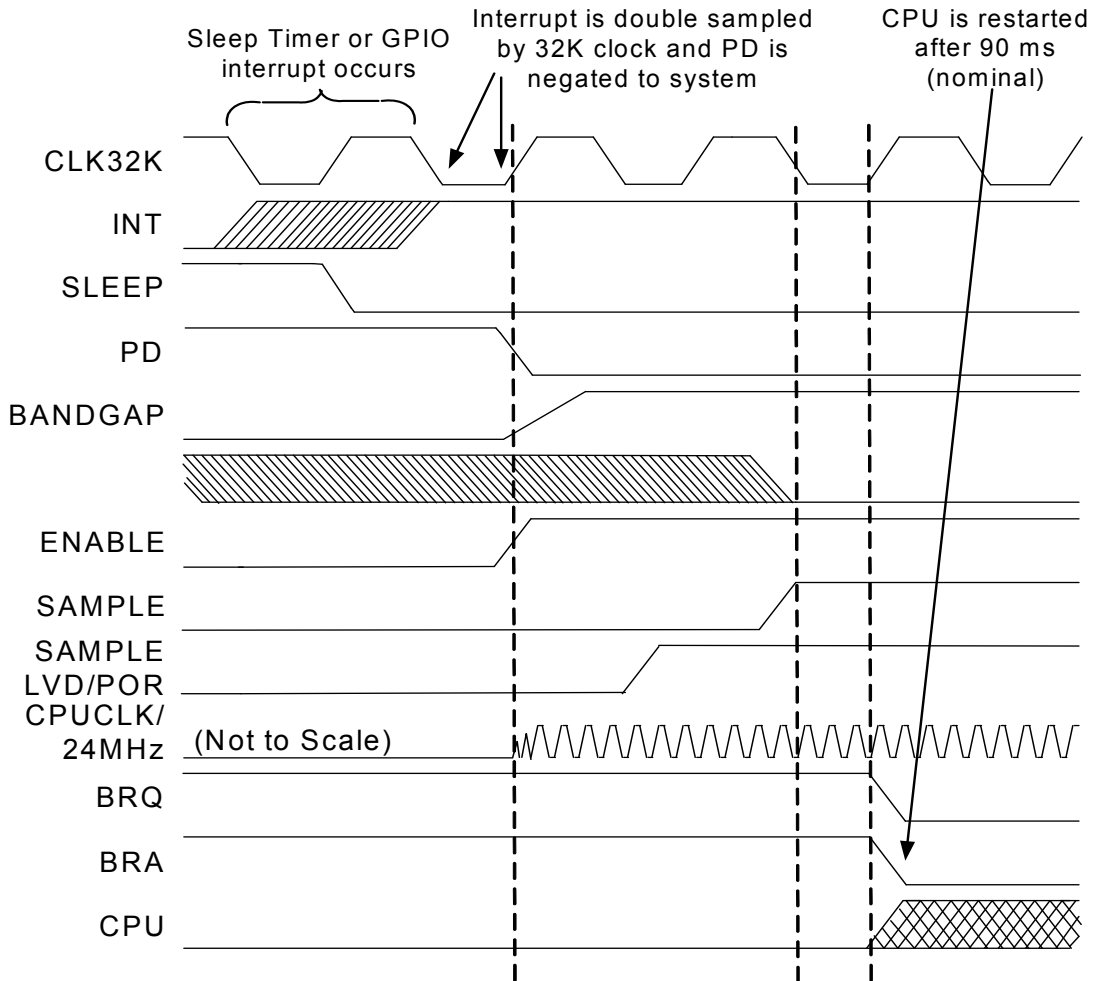 Sleep Timer or GPIO
interrupt occurs
Interrupt is double sampled
by 32K clock and PD is
negated to system
CPU is restarted
after 90 ms
(nominal)
CLK32K
INT
SLEEP
PD
BANDGAP
ENABLE
SAMPLE
SAMPLE
LVD/POR
CPUCLK/
24MHz
(Not to Scale)
BRQ
BRA
CPU